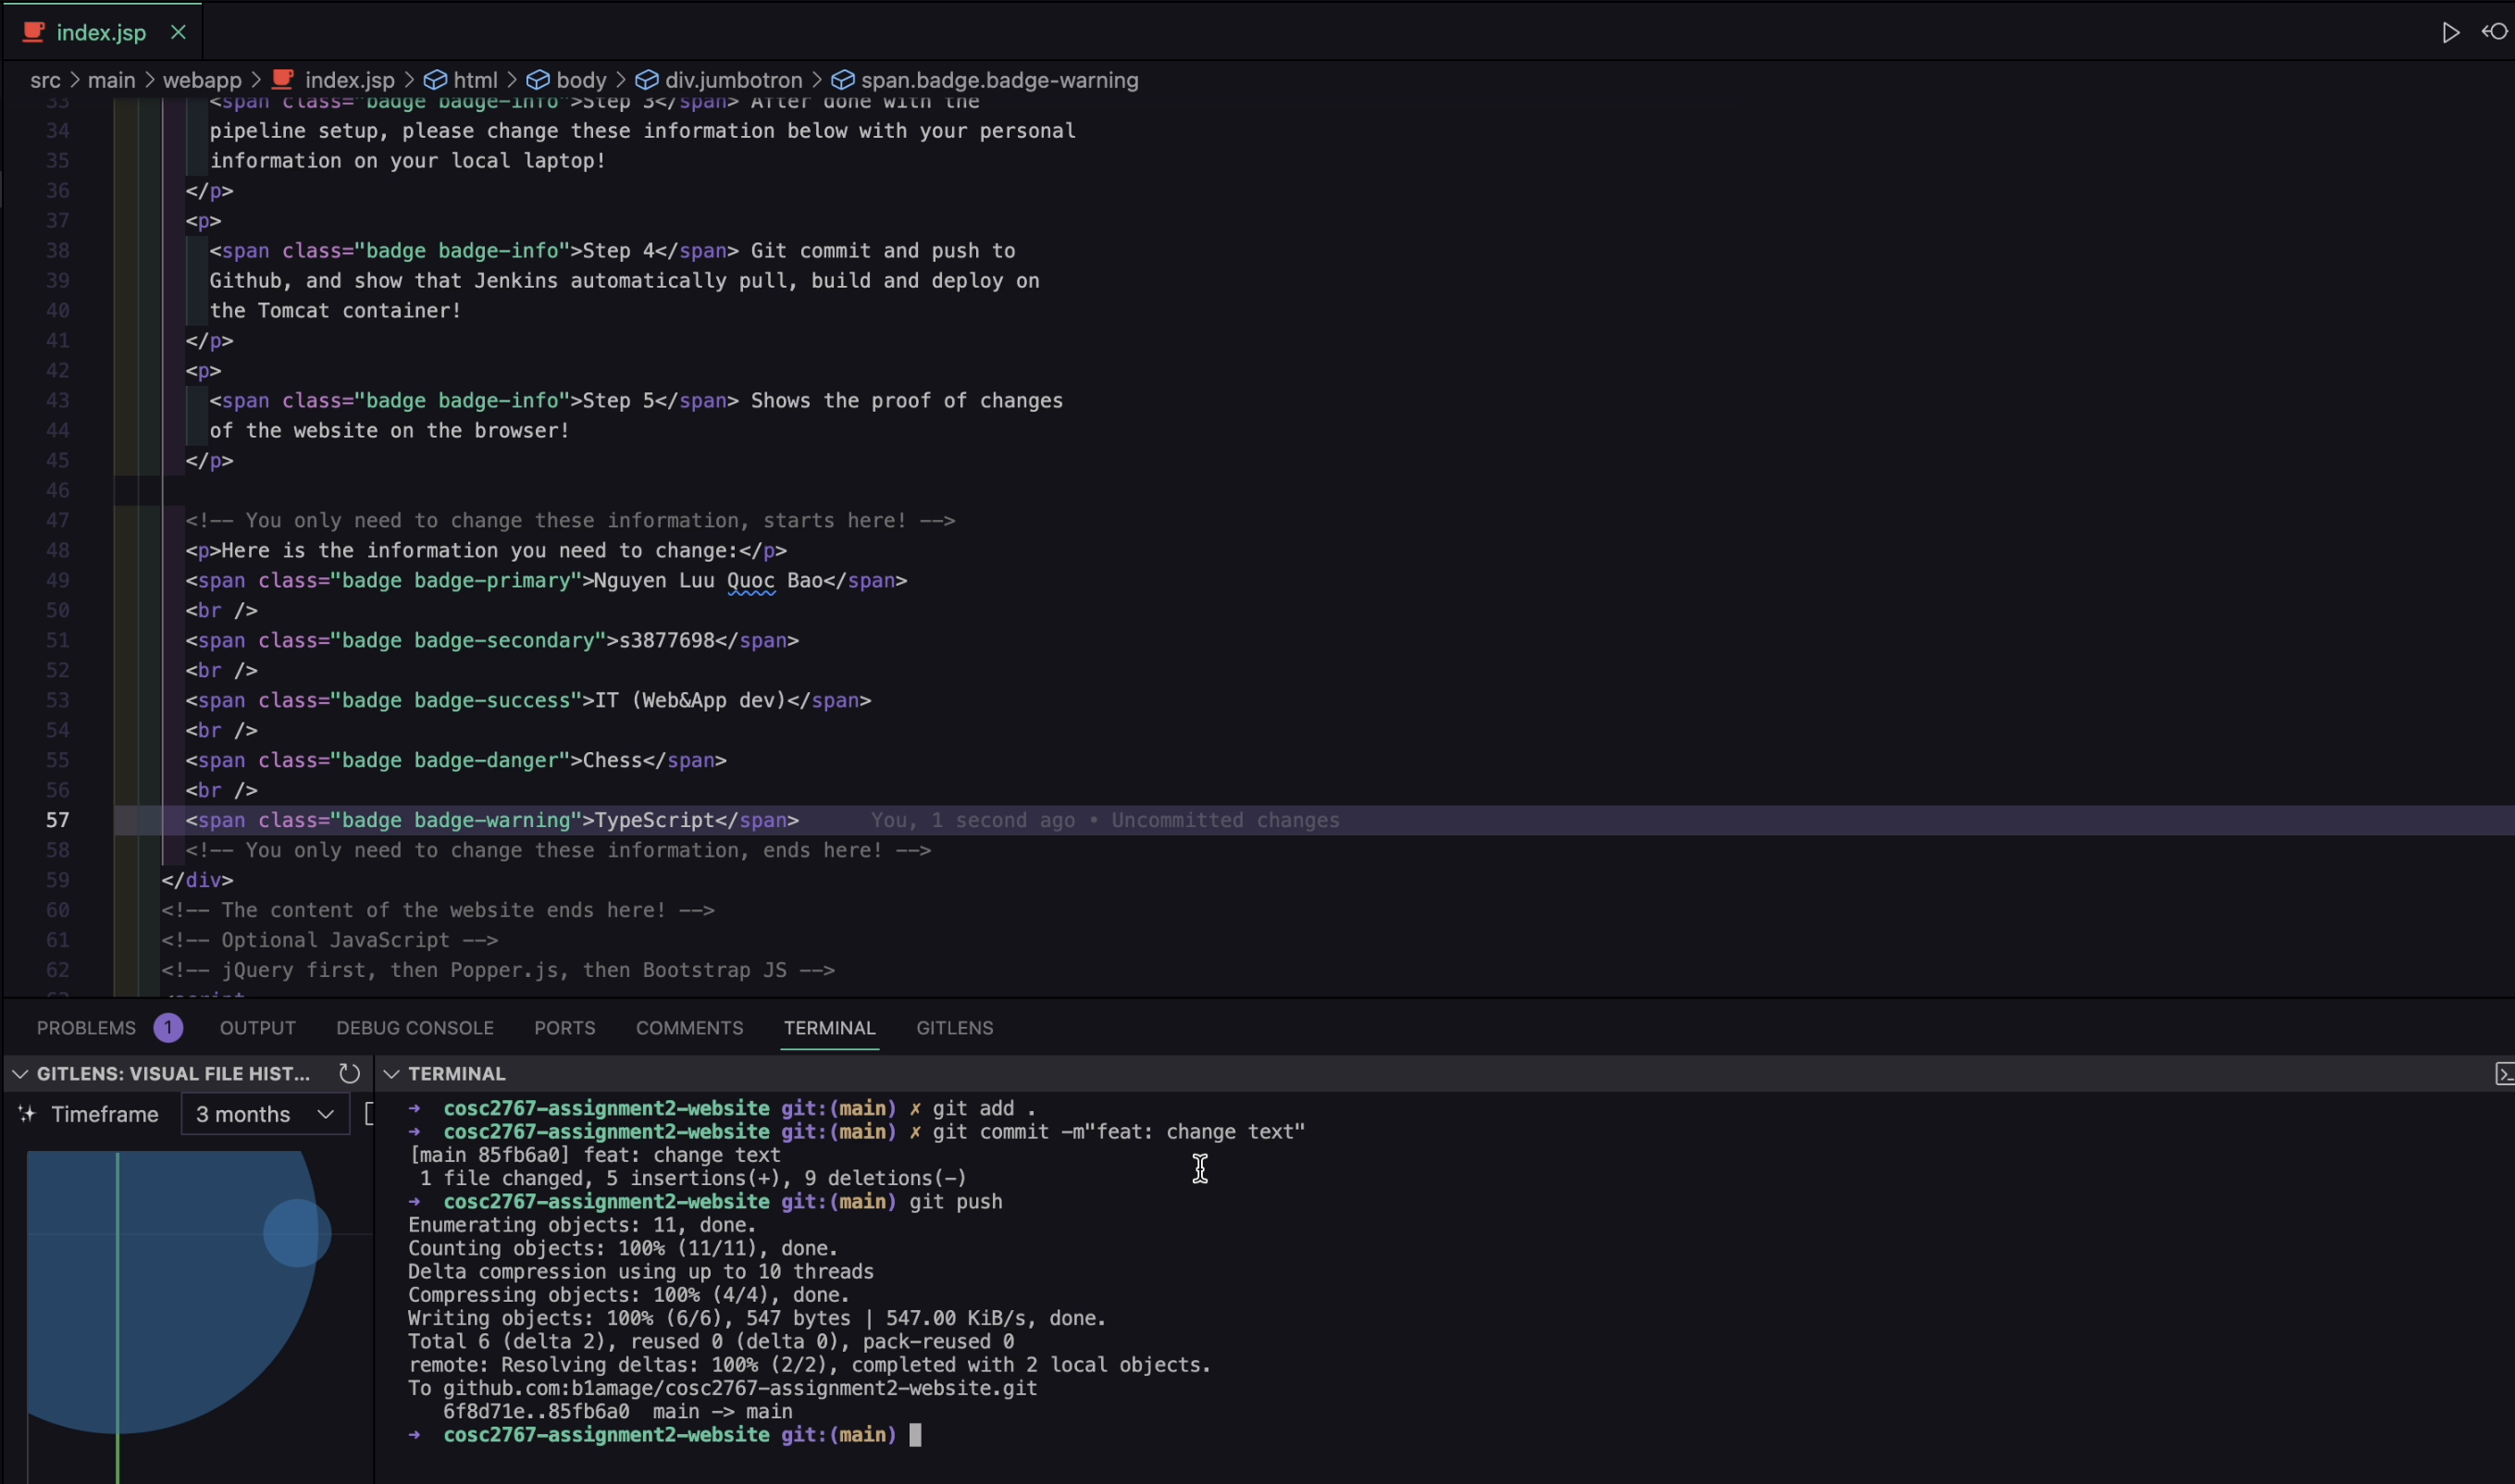 index.jsp
src > main > webapp > index.jsp > html > body > div.jumbotron > span.badge.badge-warning
33 <span class="badge badge-info">Step 3</span> After done with the
34 pipeline setup, please change these information below with your personal
35 information on your local laptop!
36 </p>
37 <p>
38 <span class="badge badge-info">Step 4</span> Git commit and push to
39 Github, and show that Jenkins automatically pull, build and deploy on
40 the Tomcat container!
41 </p>
42 <p>
43 <span class="badge badge-info">Step 5</span> Shows the proof of changes
44 of the website on the browser!
45 </p>
46
47 <!-- You only need to change these information, starts here! -->
48 <p>Here is the information you need to change:</p>
49 <span class="badge badge-primary">Nguyen Luu Quoc Bao</span>
50 <br />
51 <span class="badge badge-secondary">s3877698</span>
52 <br />
53 <span class="badge badge-success">IT (Web&App dev)</span>
54 <br />
55 <span class="badge badge-danger">Chess</span>
56 <br />
57 <span class="badge badge-warning">TypeScript</span> You, 1 second ago • Uncommitted changes
58 <!-- You only need to change these information, ends here! -->
59 </div>
60 <!-- The content of the website ends here! -->
61 <!-- Optional JavaScript -->
62 <!-- jQuery first, then Popper.js, then Bootstrap JS -->
63 <script
PROBLEMS 1 OUTPUT DEBUG CONSOLE PORTS COMMENTS TERMINAL GITLENS
GITLENS: VISUAL FILE HIST...
Timeframe 3 months
TERMINAL
→ cosc2767-assignment2-website git:(main) ✗ git add .
→ cosc2767-assignment2-website git:(main) ✗ git commit -m"feat: change text"
[main 85fb6a0] feat: change text
1 file changed, 5 insertions(+), 9 deletions(-)
→ cosc2767-assignment2-website git:(main) git push
Enumerating objects: 11, done.
Counting objects: 100% (11/11), done.
Delta compression using up to 10 threads
Compressing objects: 100% (4/4), done.
Writing objects: 100% (6/6), 547 bytes | 547.00 KiB/s, done.
Total 6 (delta 2), reused 0 (delta 0), pack-reused 0
remote: Resolving deltas: 100% (2/2), completed with 2 local objects.
To github.com:b1amage/cosc2767-assignment2-website.git
6f8d71e..85fb6a0 main -> main
→ cosc2767-assignment2-website git:(main)